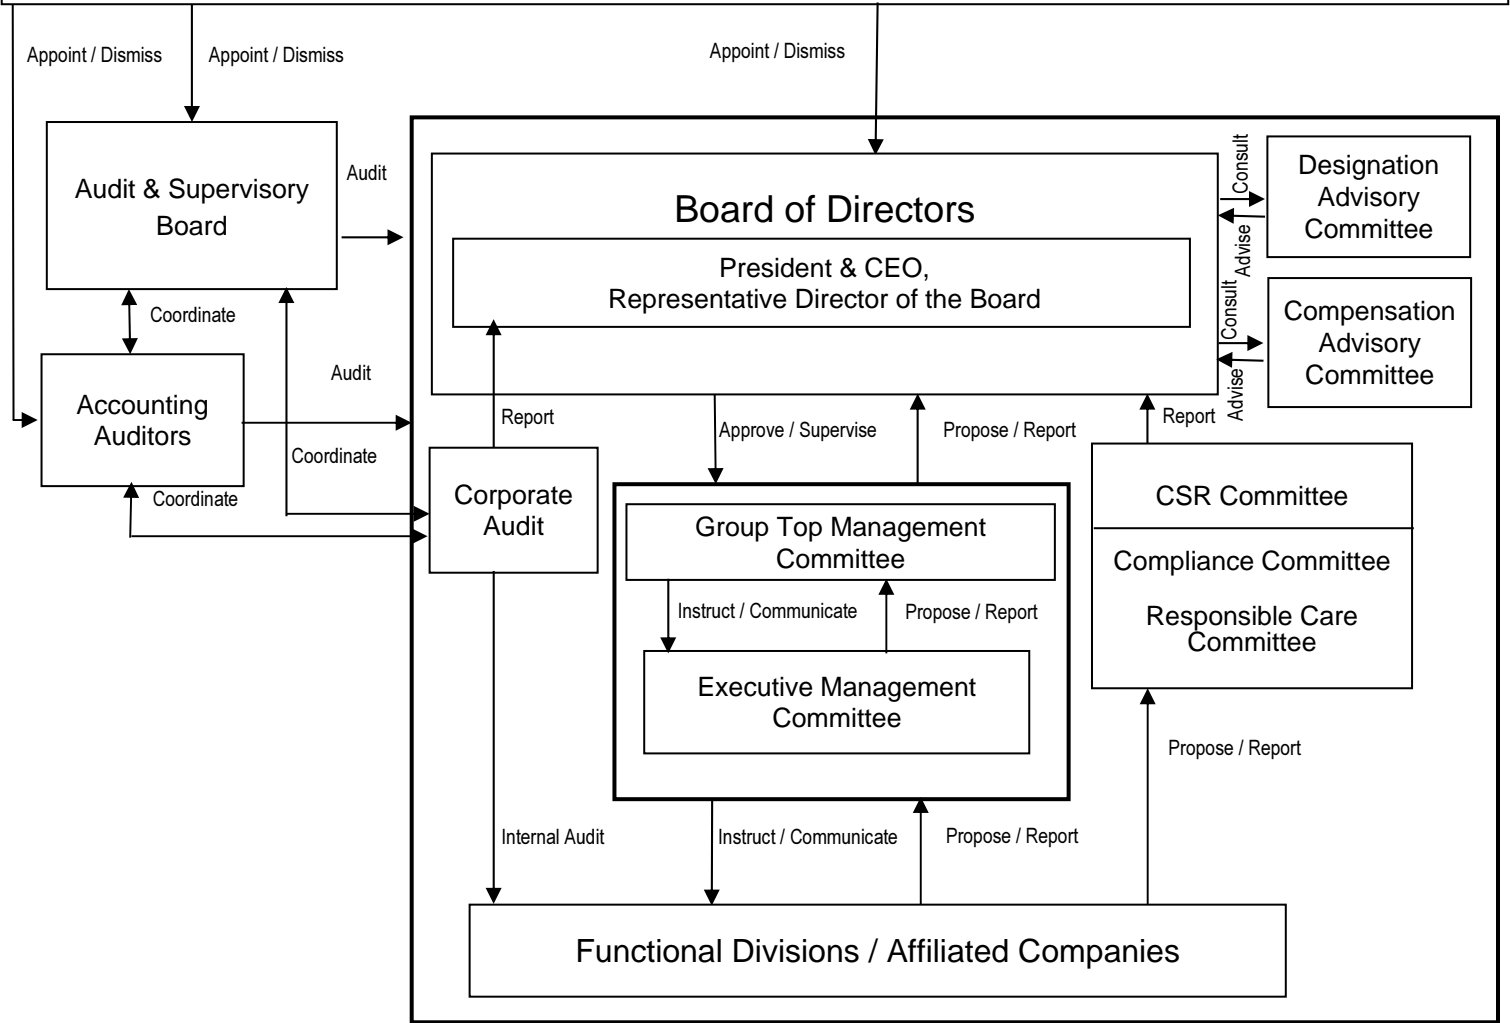 Appoint / Dismiss
Appoint / Dismiss
Appoint / Dismiss
Audit & Supervisory
Board
Audit
Board of Directors
President & CEO,
Representative Director of the Board
Consult
Advise
Designation
Advisory
Committee
Consult
Advise
Compensation
Advisory
Committee
Coordinate
Accounting
Auditors
Audit
Coordinate
Coordinate
Report
Corporate
Audit
Approve / Supervise
Propose / Report
Report
Group Top Management
Committee
Instruct / Communicate
Propose / Report
Executive Management
Committee
CSR Committee
Compliance Committee
Responsible Care
Committee
Propose / Report
Internal Audit
Instruct / Communicate
Propose / Report
Functional Divisions / Affiliated Companies